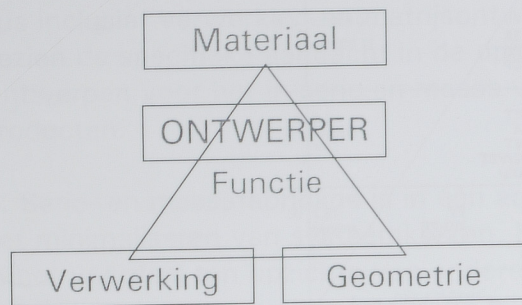 Materiaal
ONTWERPER
Functie
Verwerking
Geometrie